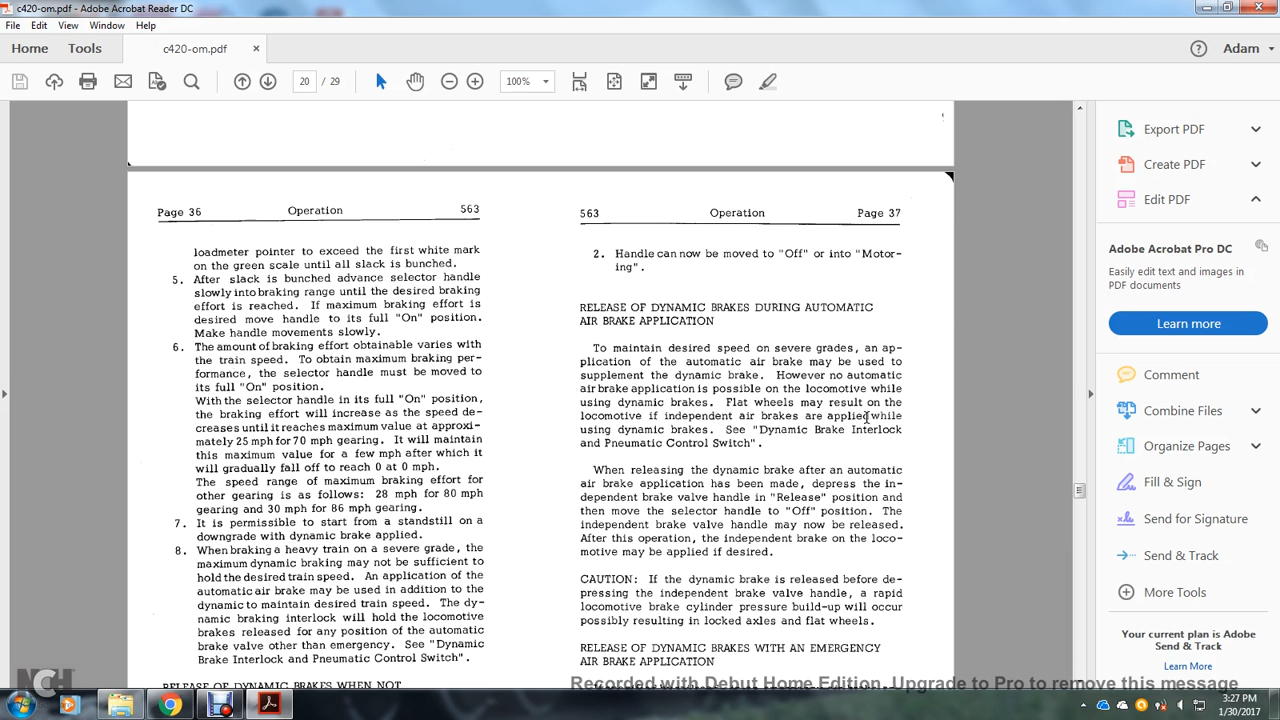 c420-om.pdf - Adobe Acrobat Reader DC
File Edit View Window Help
Home Tools c420-om.pdf × Adam
20 / 29 100%
Page 36 Operation 563
loadmeter pointer to exceed the first white mark
on the green scale until all slack is bunched.
5. After slack is bunched advance selector handle
slowly into braking range until the desired braking
effort is reached. If maximum braking effort is
desired move handle to its full "On" position.
Make handle movements slowly.
6. The amount of braking effort obtainable varies with
the train speed. To obtain maximum braking per-
formance, the selector handle must be moved to
its full "On" position.
With the selector handle in its full "On" position,
the braking effort will increase as the speed de-
creases until it reaches maximum value at approxi-
mately 25 mph for 70 mph gearing. It will maintain
this maximum value for a few mph after which it
will gradually fall off to reach 0 at 0 mph.
The speed range of maximum braking effort for
other gearing is as follows: 28 mph for 80 mph
gearing and 30 mph for 86 mph gearing.
7. It is permissible to start from a standstill on a
downgrade with dynamic brake applied.
8. When braking a heavy train on a severe grade, the
maximum dynamic braking may not be sufficient to
hold the desired train speed. An application of the
automatic air brake may be used in addition to the
dynamic to maintain desired train speed. The dy-
namic braking interlock will hold the locomotive
brakes released for any position of the automatic
brake valve other than emergency. See "Dynamic
Brake Interlock and Pneumatic Control Switch".
RELEASE OF DYNAMIC BRAKES WHEN NOT
563 Operation Page 37
2. Handle can now be moved to "Off" or into "Motor-
ing".
RELEASE OF DYNAMIC BRAKES DURING AUTOMATIC
AIR BRAKE APPLICATION
To maintain desired speed on severe grades, an ap-
plication of the automatic air brake may be used to
supplement the dynamic brake. However no automatic
air brake application is possible on the locomotive while
using dynamic brakes. Flat wheels may result on the
locomotive if independent air brakes are applied while
using dynamic brakes. See "Dynamic Brake Interlock
and Pneumatic Control Switch".
When releasing the dynamic brake after an automatic
air brake application has been made, depress the in-
dependent brake valve handle in "Release" position and
then move the selector handle to "Off" position. The
independent brake valve handle may now be released.
After this operation, the independent brake on the loco-
motive may be applied if desired.
CAUTION: If the dynamic brake is released before de-
pressing the independent brake valve handle, a rapid
locomotive brake cylinder pressure build-up will occur
possibly resulting in locked axles and flat wheels.
RELEASE OF DYNAMIC BRAKES WITH AN EMERGENCY
AIR BRAKE APPLICATION
Export PDF
Create PDF
Edit PDF
Adobe Acrobat Pro DC
Easily edit text and images in
PDF documents
Learn more
Comment
Combine Files
Organize Pages
Fill & Sign
Send for Signature
Send & Track
More Tools
Your current plan is Adobe
Send & Track
Learn More
NCH
Recorded with Debut Home Edition. Upgrade to Pro to remove this message
3:27 PM
1/30/2017